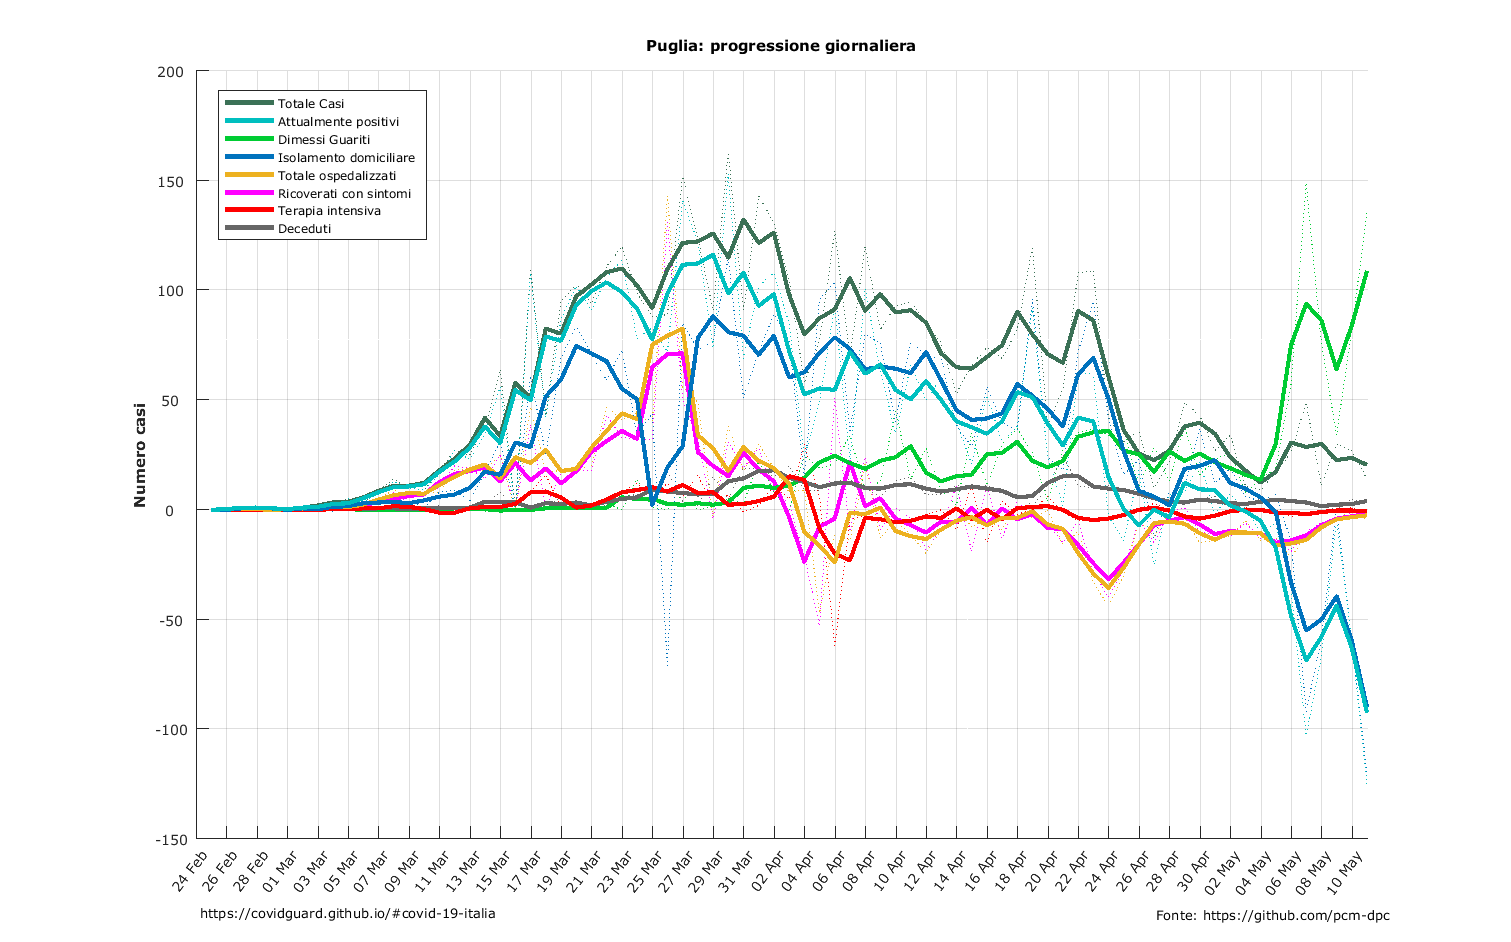 Puglia: progressione giornaliera
Numero casi
200
150
100
50
0
-50
-100
-150
Totale Casi
Attualmente positivi
Dimessi Guariti
Isolamento domiciliare
Totale ospedalizzati
Ricoverati con sintomi
Terapia intensiva
Deceduti
24 Feb
26 Feb
28 Feb
01 Mar
03 Mar
05 Mar
07 Mar
09 Mar
11 Mar
13 Mar
15 Mar
17 Mar
19 Mar
21 Mar
23 Mar
25 Mar
27 Mar
29 Mar
31 Mar
02 Apr
04 Apr
06 Apr
08 Apr
10 Apr
12 Apr
14 Apr
16 Apr
18 Apr
20 Apr
22 Apr
24 Apr
26 Apr
28 Apr
30 Apr
02 May
04 May
06 May
08 May
10 May
https://covidguard.github.io/#covid-19-italia
Fonte: https://github.com/pcm-dpc